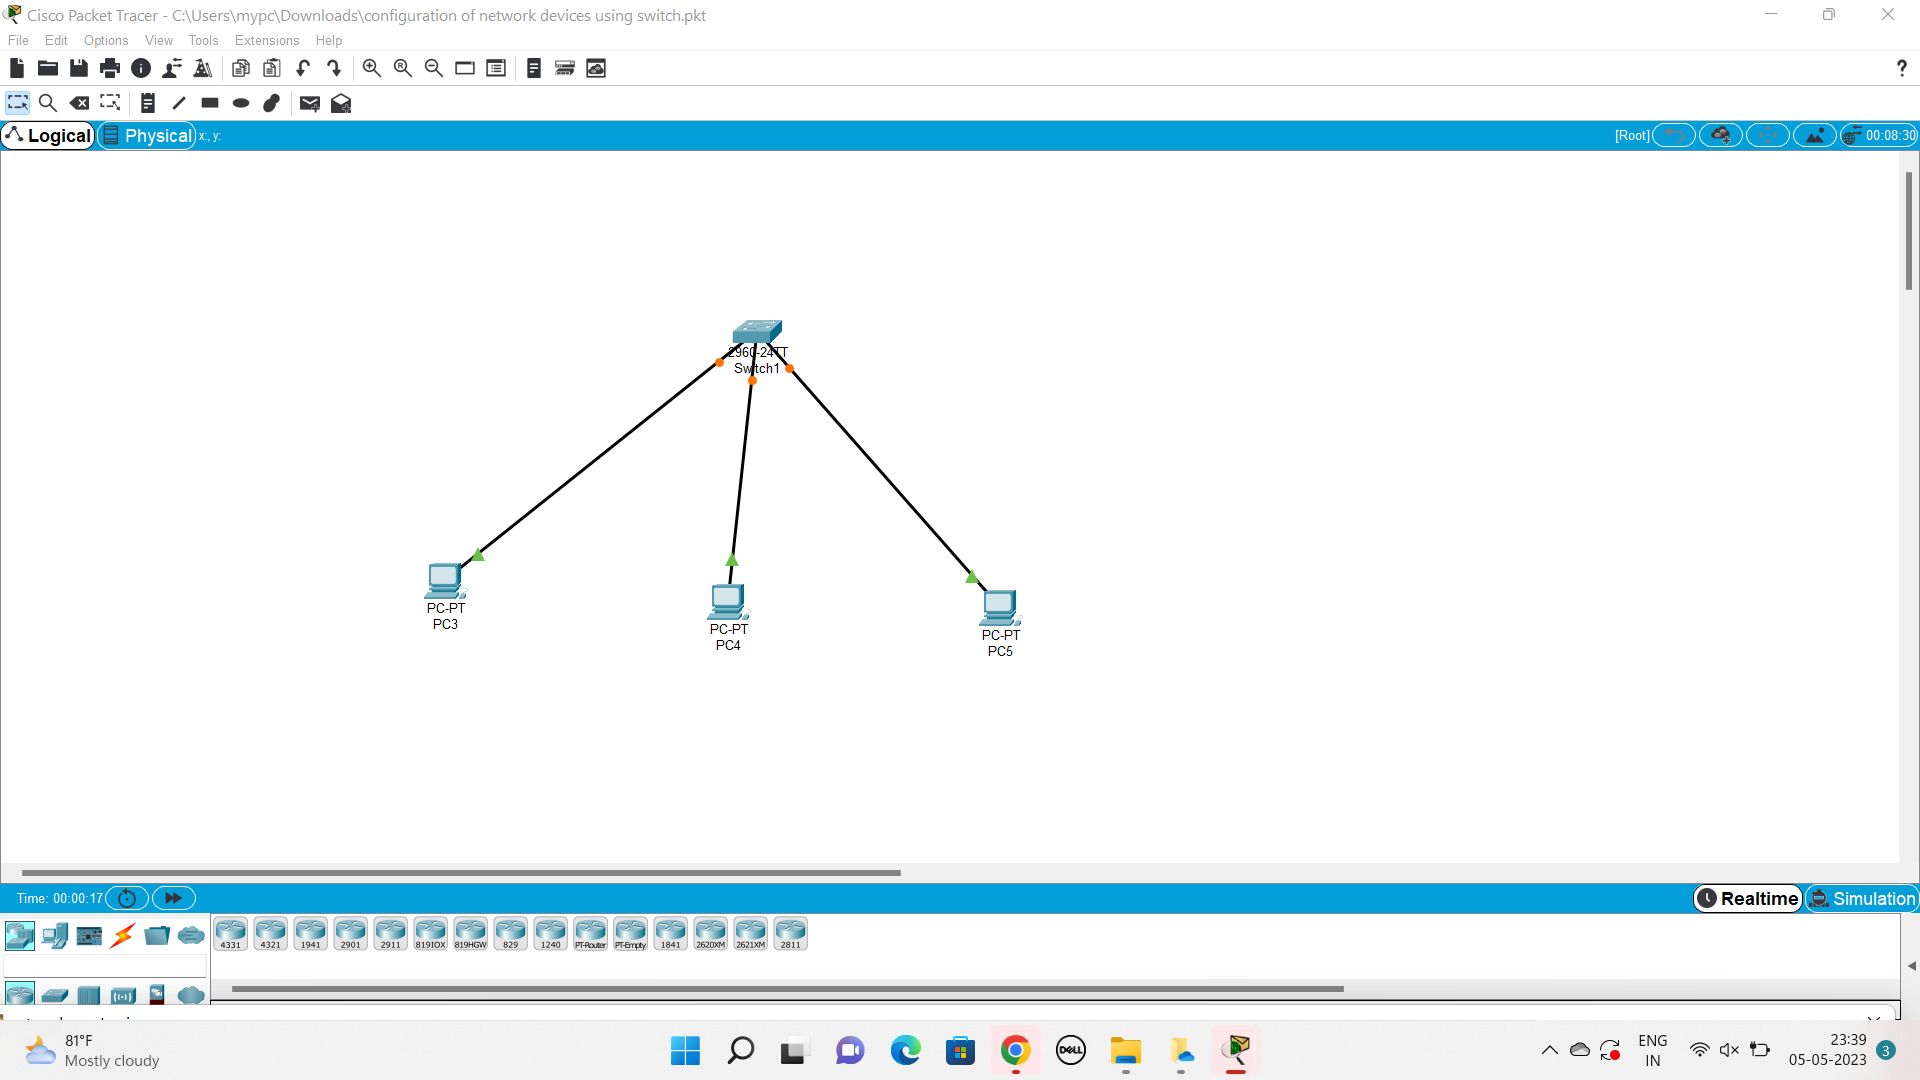 Cisco Packet Tracer - C:\Users\mypc\Downloads\configuration of network devices using switch.pkt
File Edit Options View Tools Extensions Help
?
Logical Physical x:, y: [Root] 00:08:30
2960-24TT
Switch1
PC-PT
PC3
PC-PT
PC4
PC-PT
PC5
Time: 00:00:17 Realtime Simulation
4331 4321 1941 2901 2911 819IOX 819HGW 829 1240 PT-Router PT-Empty 1841 2620XM 2621XM 2811
81°F
Mostly cloudy
DELL
ENG
IN
23:39
05-05-2023
3